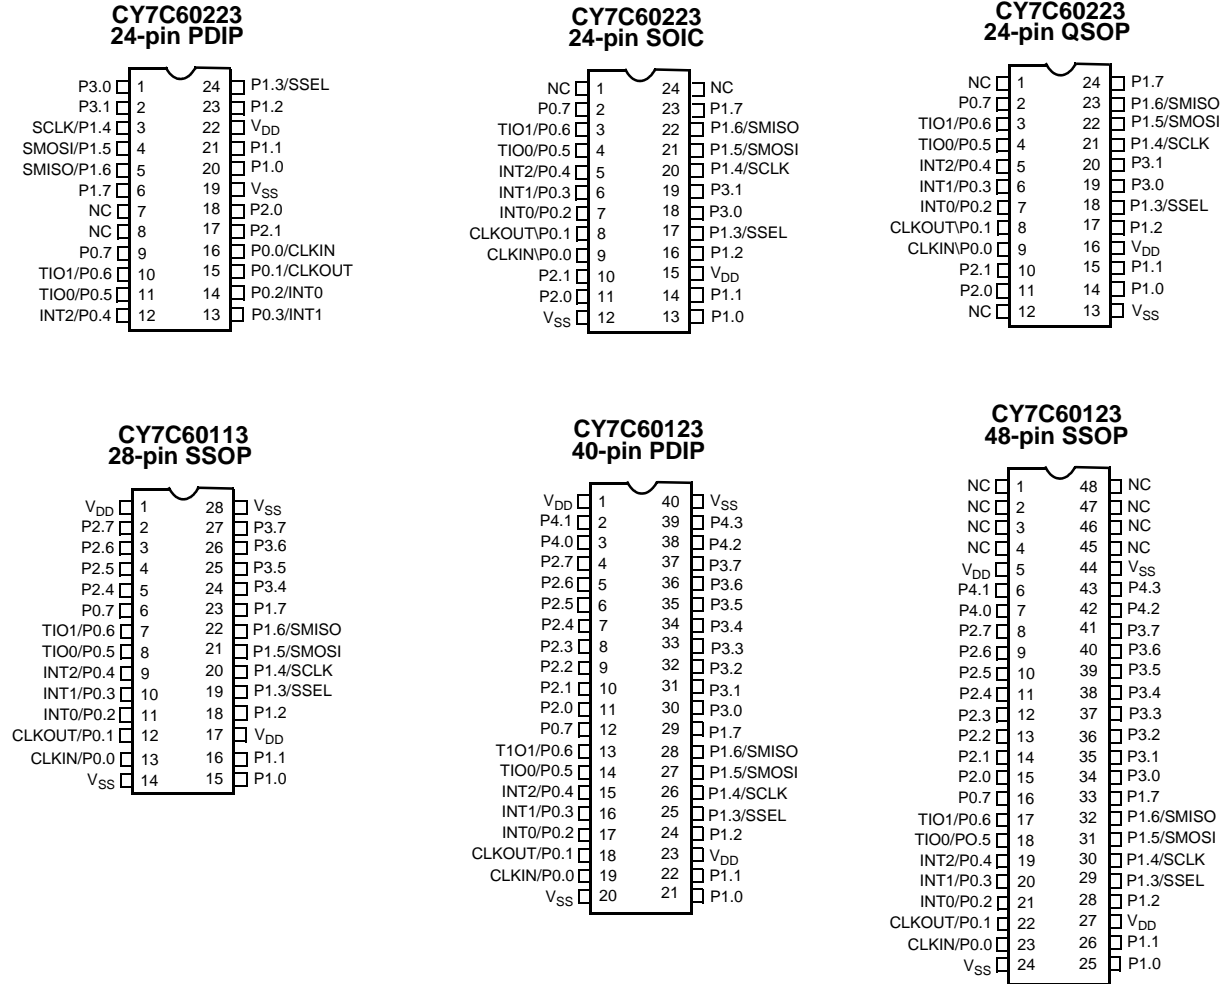 CY7C60223
24-pin PDIP
P3.0 1 24 P1.3/SSEL
P3.1 2 23 P1.2
SCLK/P1.4 3 22 VDD
SMOSI/P1.5 4 21 P1.1
SMISO/P1.6 5 20 P1.0
P1.7 6 19 VSS
NC 7 18 P2.0
NC 8 17 P2.1
P0.7 9 16 P0.0/CLKIN
TIO1/P0.6 10 15 P0.1/CLKOUT
TIO0/P0.5 11 14 P0.2/INT0
INT2/P0.4 12 13 P0.3/INT1
CY7C60223
24-pin SOIC
NC 1 24 NC
P0.7 2 23 P1.7
TIO1/P0.6 3 22 P1.6/SMISO
TIO0/P0.5 4 21 P1.5/SMOSI
INT2/P0.4 5 20 P1.4/SCLK
INT1/P0.3 6 19 P3.1
INT0/P0.2 7 18 P3.0
CLKOUT\P0.1 8 17 P1.3/SSEL
CLKIN\P0.0 9 16 P1.2
P2.1 10 15 VDD
P2.0 11 14 P1.1
VSS 12 13 P1.0
CY7C60223
24-pin QSOP
NC 1 24 P1.7
P0.7 2 23 P1.6/SMISO
TIO1/P0.6 3 22 P1.5/SMOSI
TIO0/P0.5 4 21 P1.4/SCLK
INT2/P0.4 5 20 P3.1
INT1/P0.3 6 19 P3.0
INT0/P0.2 7 18 P1.3/SSEL
CLKOUT\P0.1 8 17 P1.2
CLKIN\P0.0 9 16 VDD
P2.1 10 15 P1.1
P2.0 11 14 P1.0
NC 12 13 VSS
CY7C60113
28-pin SSOP
VDD 1 28 VSS
P2.7 2 27 P3.7
P2.6 3 26 P3.6
P2.5 4 25 P3.5
P2.4 5 24 P3.4
P0.7 6 23 P1.7
TIO1/P0.6 7 22 P1.6/SMISO
TIO0/P0.5 8 21 P1.5/SMOSI
INT2/P0.4 9 20 P1.4/SCLK
INT1/P0.3 10 19 P1.3/SSEL
INT0/P0.2 11 18 P1.2
CLKOUT/P0.1 12 17 VDD
CLKIN/P0.0 13 16 P1.1
VSS 14 15 P1.0
CY7C60123
40-pin PDIP
VDD 1 40 VSS
P4.1 2 39 P4.3
P4.0 3 38 P4.2
P2.7 4 37 P3.7
P2.6 5 36 P3.6
P2.5 6 35 P3.5
P2.4 7 34 P3.4
P2.3 8 33 P3.3
P2.2 9 32 P3.2
P2.1 10 31 P3.1
P2.0 11 30 P3.0
P0.7 12 29 P1.7
T1O1/P0.6 13 28 P1.6/SMISO
TIO0/P0.5 14 27 P1.5/SMOSI
INT2/P0.4 15 26 P1.4/SCLK
INT1/P0.3 16 25 P1.3/SSEL
INT0/P0.2 17 24 P1.2
CLKOUT/P0.1 18 23 VDD
CLKIN/P0.0 19 22 P1.1
VSS 20 21 P1.0
CY7C60123
48-pin SSOP
NC 1 48 NC
NC 2 47 NC
NC 3 46 NC
NC 4 45 NC
VDD 5 44 VSS
P4.1 6 43 P4.3
P4.0 7 42 P4.2
P2.7 8 41 P3.7
P2.6 9 40 P3.6
P2.5 10 39 P3.5
P2.4 11 38 P3.4
P2.3 12 37 P3.3
P2.2 13 36 P3.2
P2.1 14 35 P3.1
P2.0 15 34 P3.0
P0.7 16 33 P1.7
TIO1/P0.6 17 32 P1.6/SMISO
TIO0/PO.5 18 31 P1.5/SMOSI
INT2/P0.4 19 30 P1.4/SCLK
INT1/P0.3 20 29 P1.3/SSEL
INT0/P0.2 21 28 P1.2
CLKOUT/P0.1 22 27 VDD
CLKIN/P0.0 23 26 P1.1
VSS 24 25 P1.0